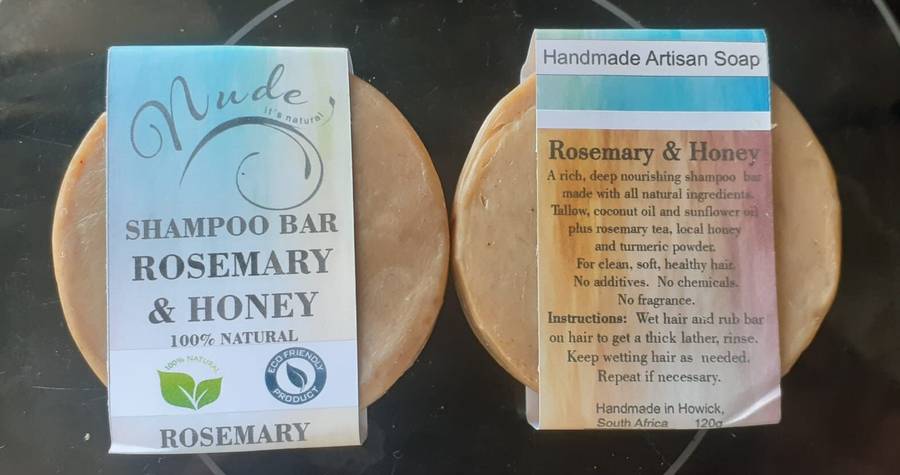 Nude
it's natural
SHAMPOO BAR
ROSEMARY
& HONEY
100% NATURAL
100% NATURAL
ECO FRIENDLY
PRODUCT
ROSEMARY
Handmade Artisan Soap
Rosemary & Honey
A rich, deep nourishing shampoo bar
made with all natural ingredients.
Tallow, coconut oil and sunflower oil
plus rosemary tea, local honey
and turmeric powder.
For clean, soft, healthy hair.
No additives. No chemicals.
No fragrance.
Instructions: Wet hair and rub bar
on hair to get a thick lather, rinse.
Keep wetting hair as needed.
Repeat if necessary.
Handmade in Howick,
South Africa 120g